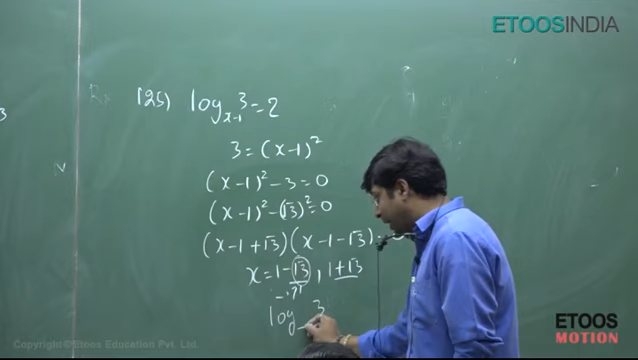 ETOOSINDIA
125) log_{x-1} 3 = 2
3 = (x-1)²
(x-1)² - 3 = 0
(x-1)² - (√3)² = 0
(x-1+√3)(x-1-√3) = 0
x = 1-√3, 1+√3
log 3
Copyright © Etoos Education Pvt. Ltd.
ETOOS
MOTION